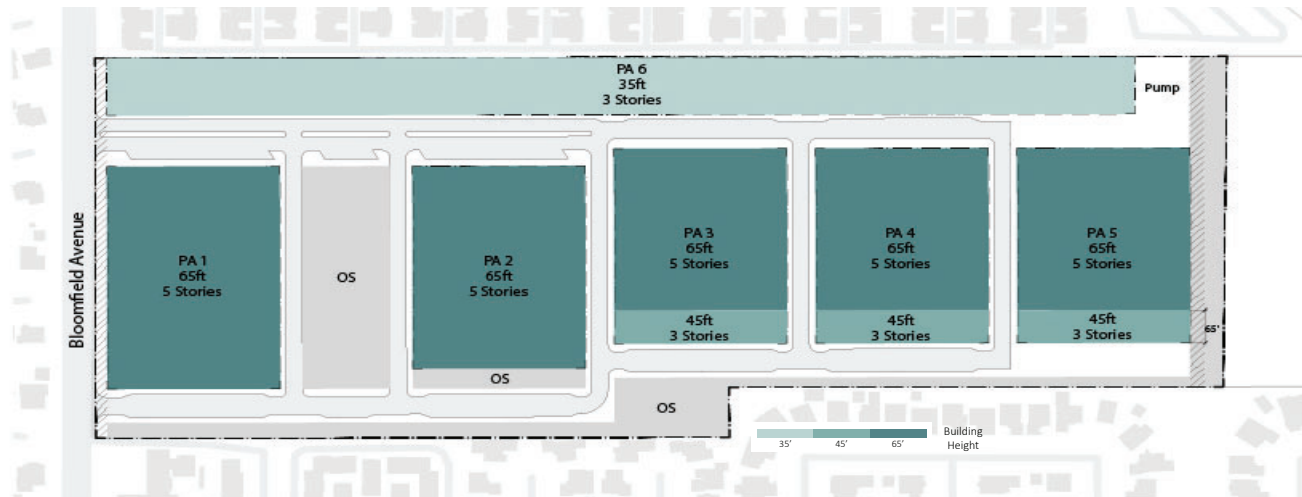 PA 6
35ft
3 Stories
Pump
Bloomfield Avenue
PA 1
65ft
5 Stories
OS
PA 2
65ft
5 Stories
OS
PA 3
65ft
5 Stories
45ft
3 Stories
PA 4
65ft
5 Stories
45ft
3 Stories
PA 5
65ft
5 Stories
45ft
3 Stories
65'
OS
35'
45'
65'
Building
Height